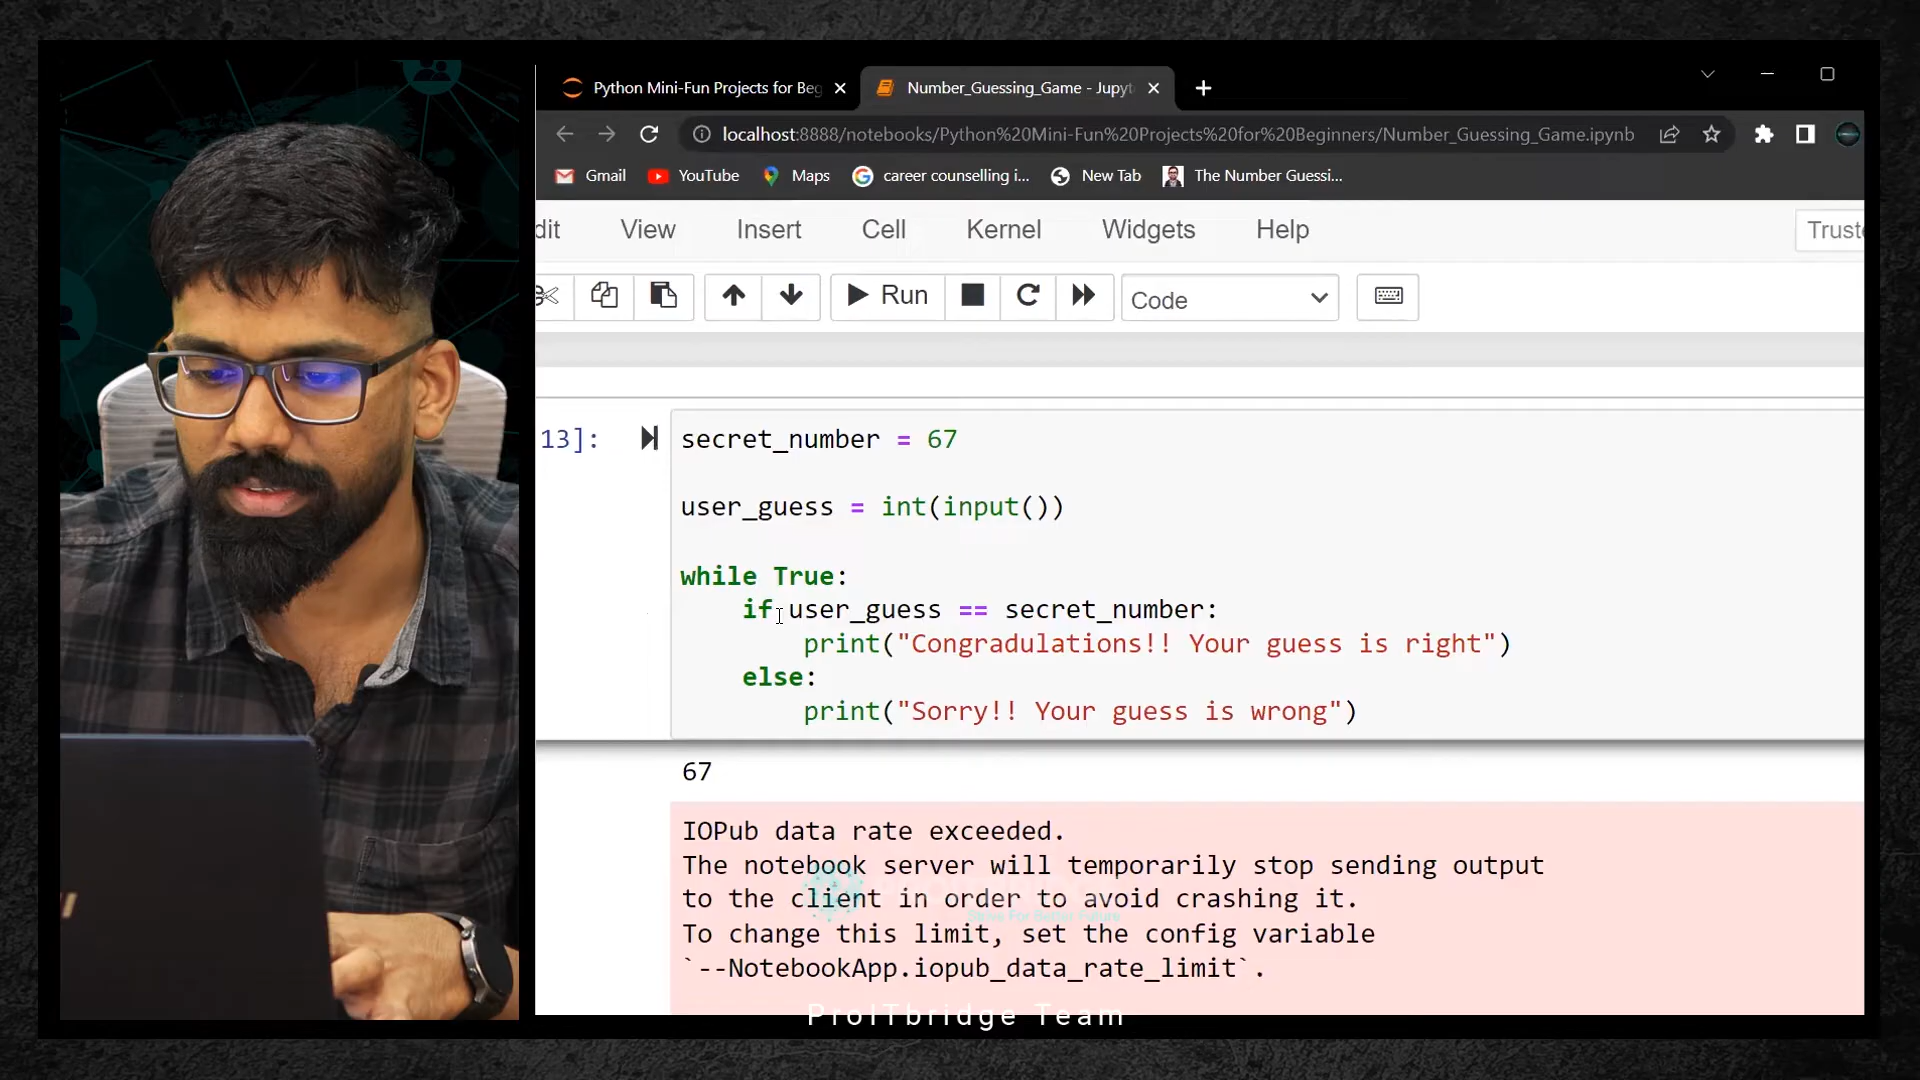 Python Mini-Fun Projects for Beg
Number_Guessing_Game - Jupyt
localhost:8888/notebooks/Python%20Mini-Fun%20Projects%20for%20Beginners/Number_Guessing_Game.ipynb
Gmail
YouTube
Maps
career counselling i...
New Tab
The Number Guessi...
dit
View
Insert
Cell
Kernel
Widgets
Help
Truste
Run
Code
13]:
secret_number = 67
user_guess = int(input())
while True:
if user_guess == secret_number:
print("Congradulations!! Your guess is right")
else:
print("Sorry!! Your guess is wrong")
67
IOPub data rate exceeded.
The notebook server will temporarily stop sending output
to the client in order to avoid crashing it.
To change this limit, set the config variable
`--NotebookApp.iopub_data_rate_limit`.
Strive For Better Future
ProITbridge Team